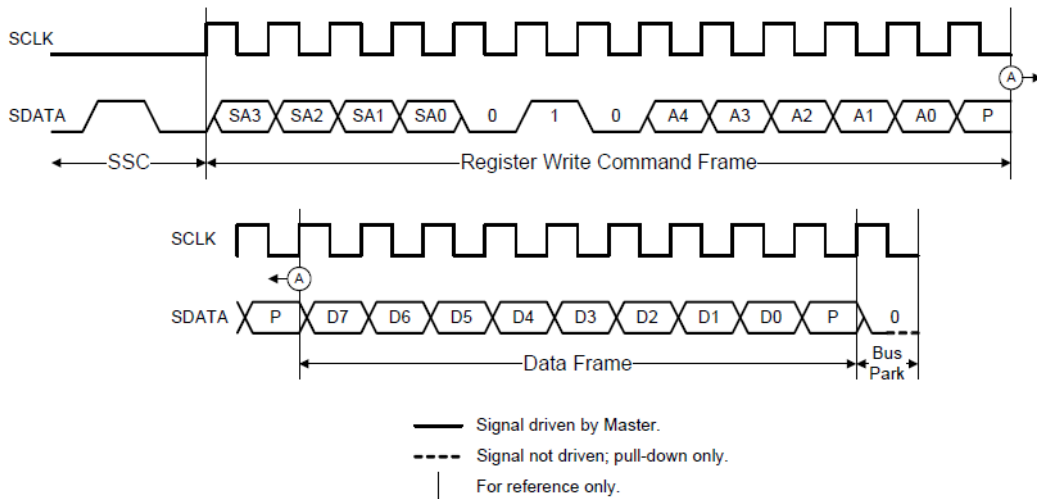 SCLK
A
SDATA SA3 SA2 SA1 SA0 0 1 0 A4 A3 A2 A1 A0 P
SSC Register Write Command Frame
SCLK
A
SDATA P D7 D6 D5 D4 D3 D2 D1 D0 P 0
Data Frame Bus
Park
Signal driven by Master.
Signal not driven; pull-down only.
For reference only.